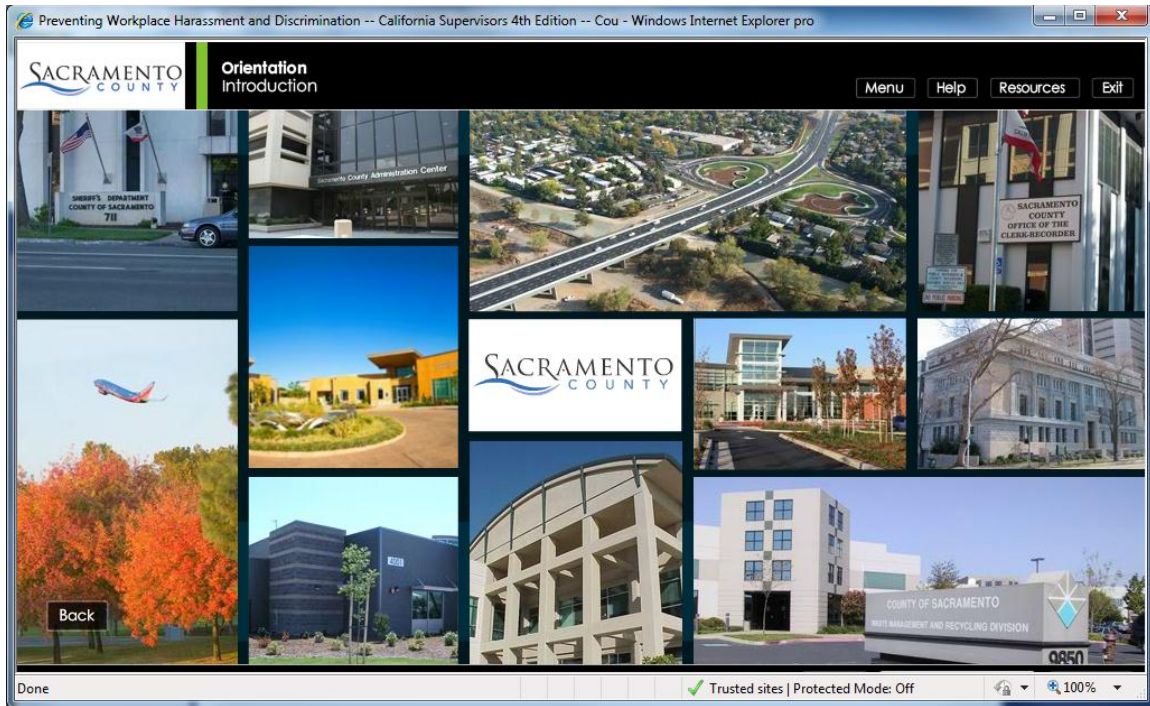 Preventing Workplace Harassment and Discrimination -- California Supervisors 4th Edition -- Cou - Windows Internet Explorer pro
SACRAMENTO
COUNTY
Orientation
Introduction
Menu
Help
Resources
Exit
SHERIFF'S DEPARTMENT
COUNTY OF SACRAMENTO
711
Sacramento County Administration Center
SACRAMENTO
COUNTY
OFFICE OF THE
CLERK-RECORDER
SACRAMENTO
COUNTY
4001
COUNTY OF SACRAMENTO
WASTE MANAGEMENT AND RECYCLING DIVISION
9850
Back
Done
Trusted sites | Protected Mode: Off
100%